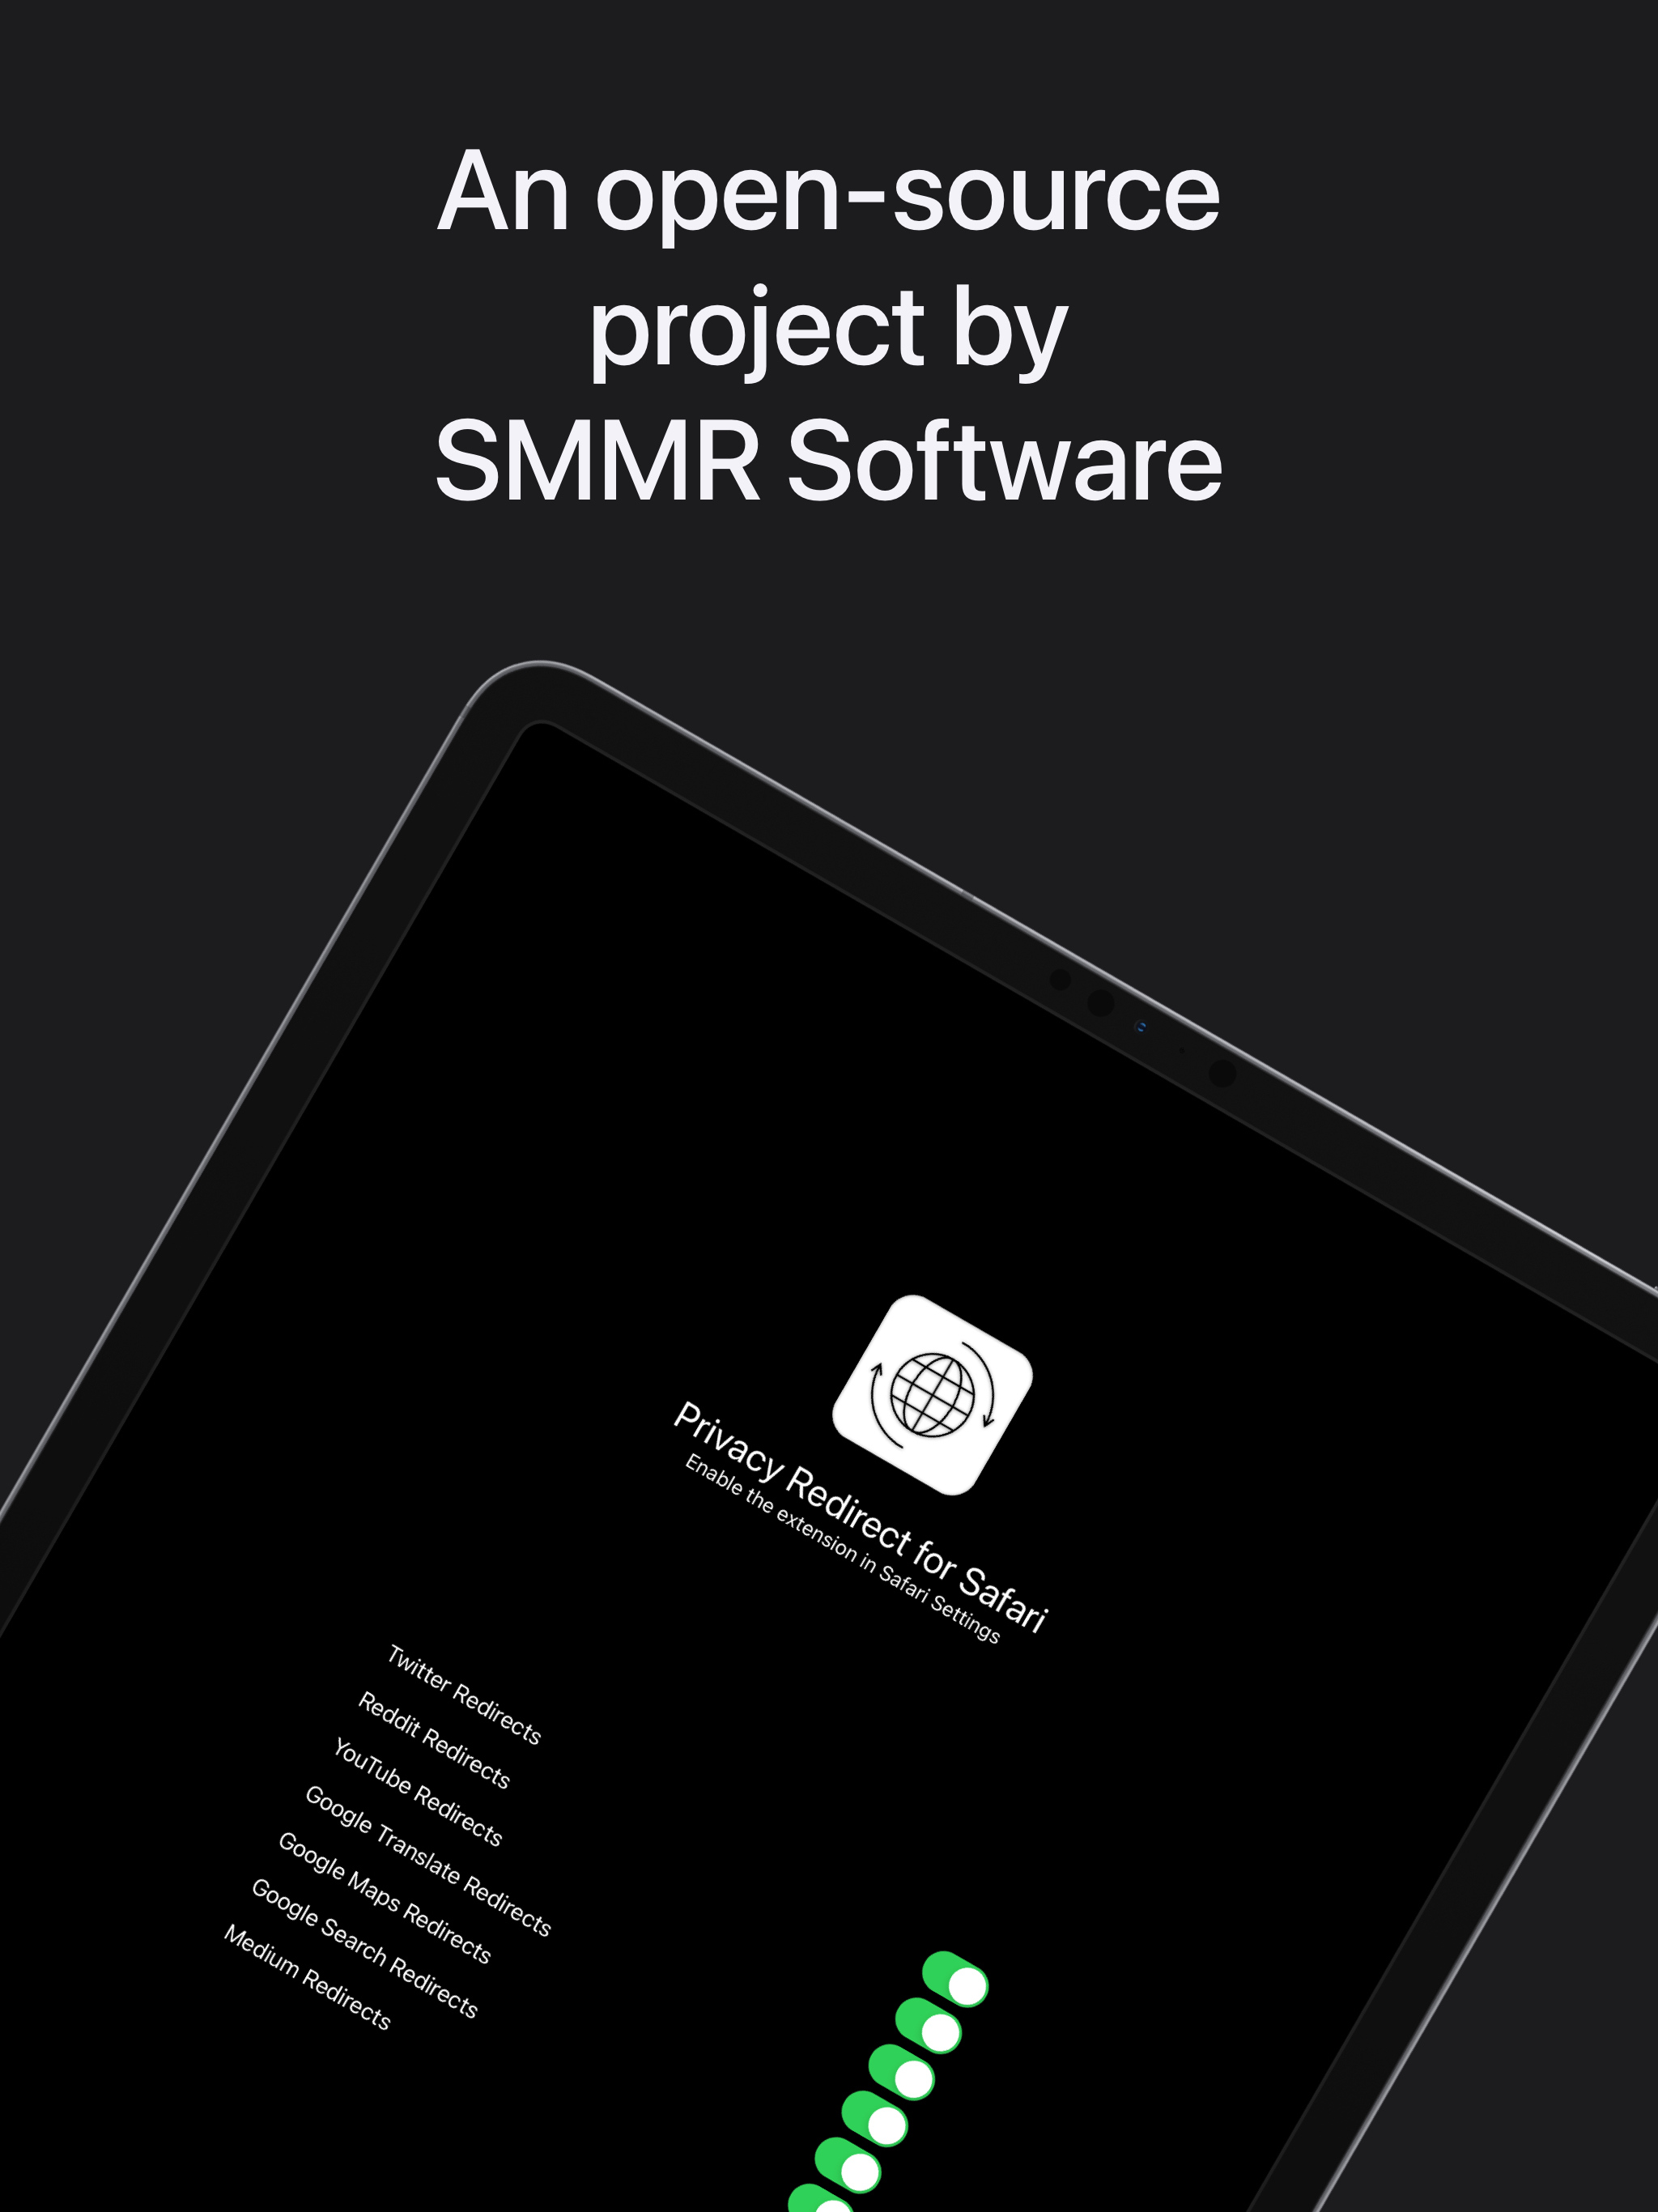 An open-source
project by
SMMR Software
Privacy Redirect for Safari
Enable the extension in Safari Settings
Twitter Redirects
Reddit Redirects
YouTube Redirects
Google Translate Redirects
Google Maps Redirects
Google Search Redirects
Medium Redirects